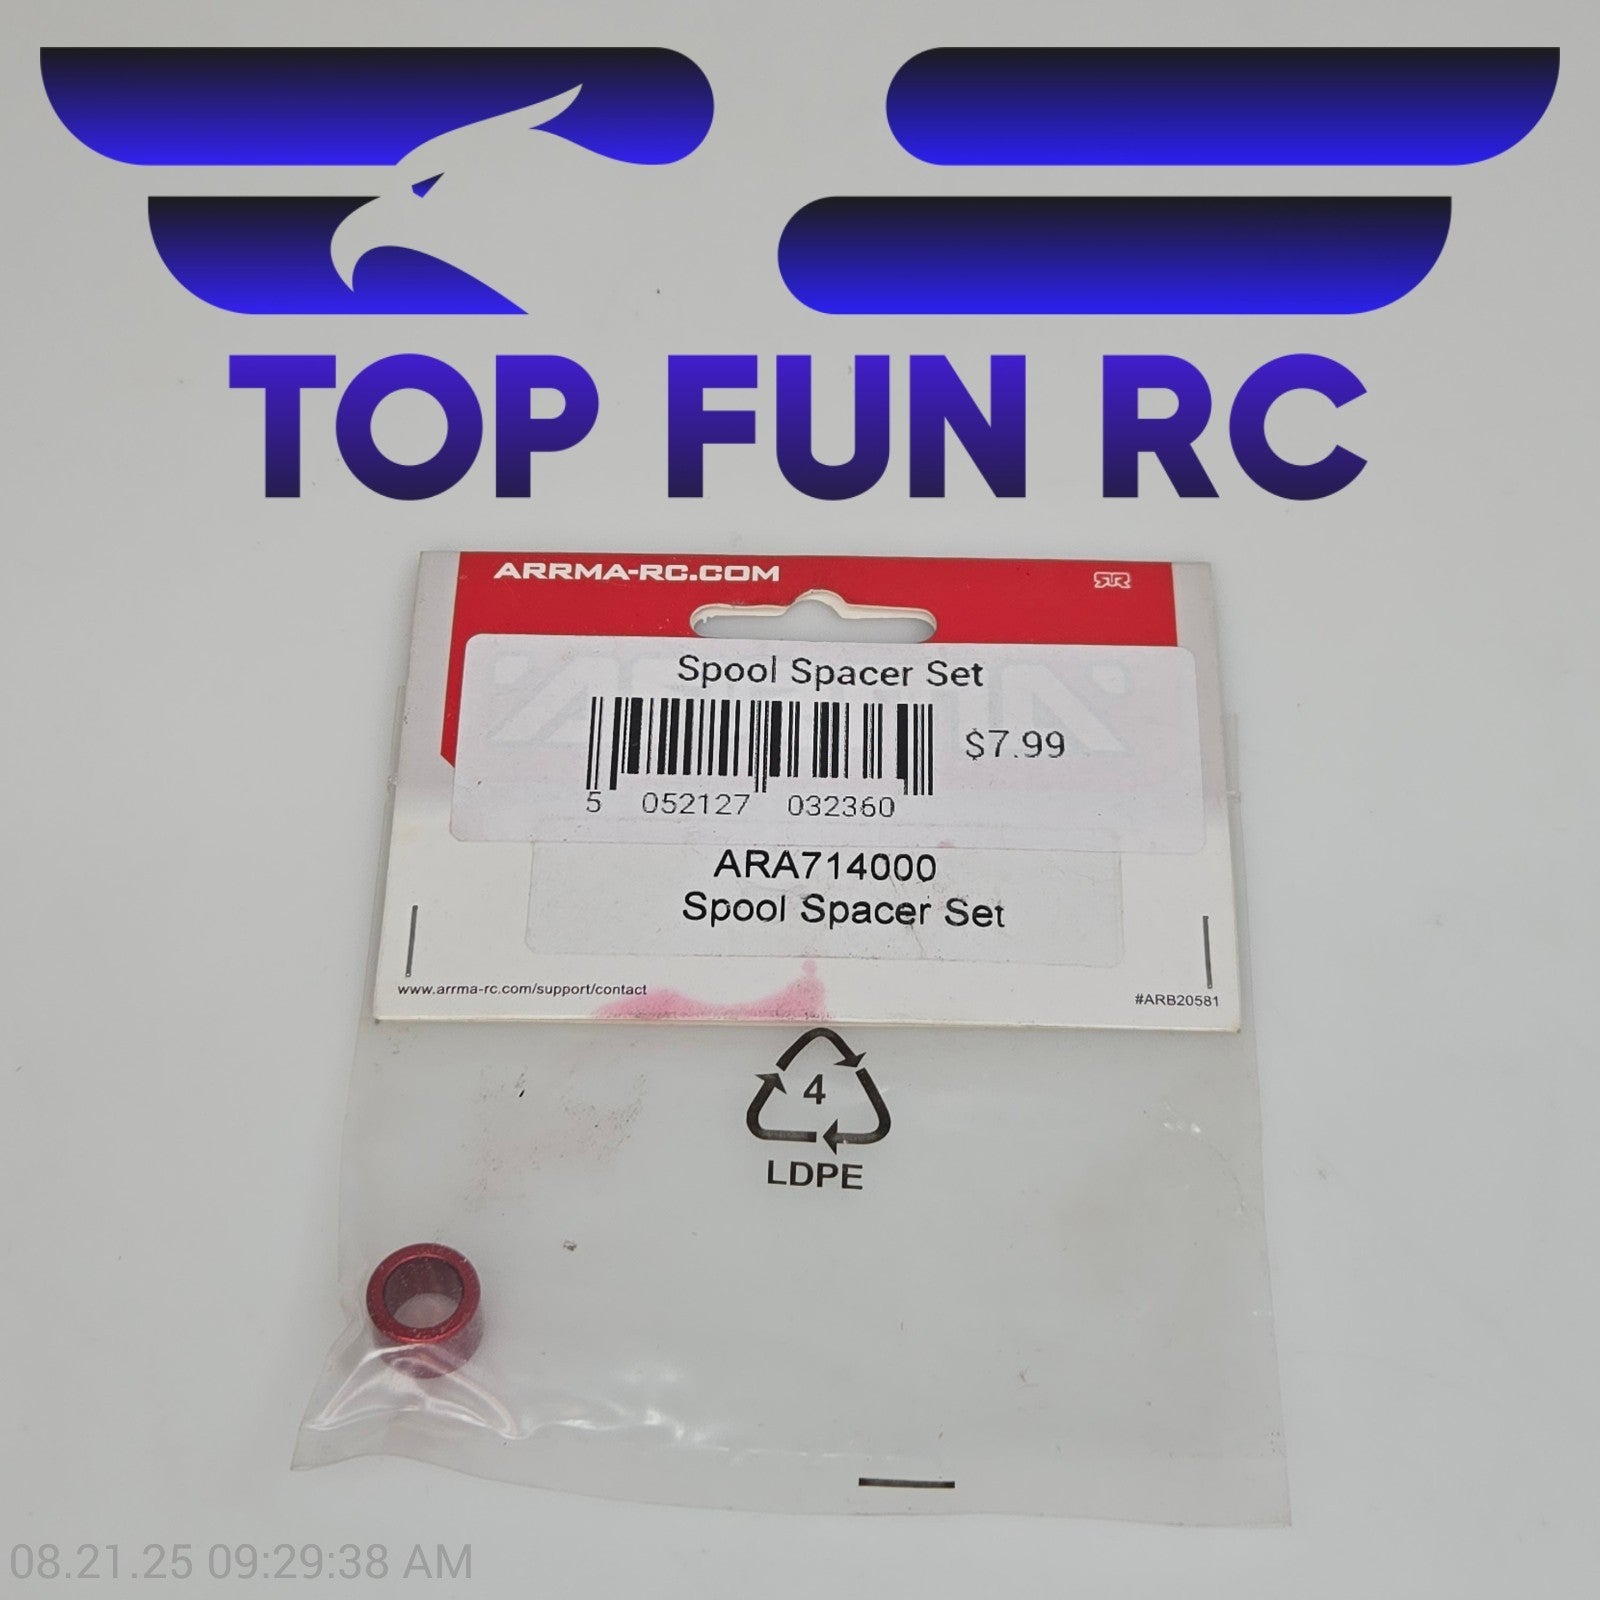 TOP FUN RC
ARRMA-RC.COM
Spool Spacer Set
$7.99
5 052127 032360
ARA714000
Spool Spacer Set
www.arrma-rc.com/support/contact
#ARB20581
4
LDPE
08.21.25 09:29:38 AM